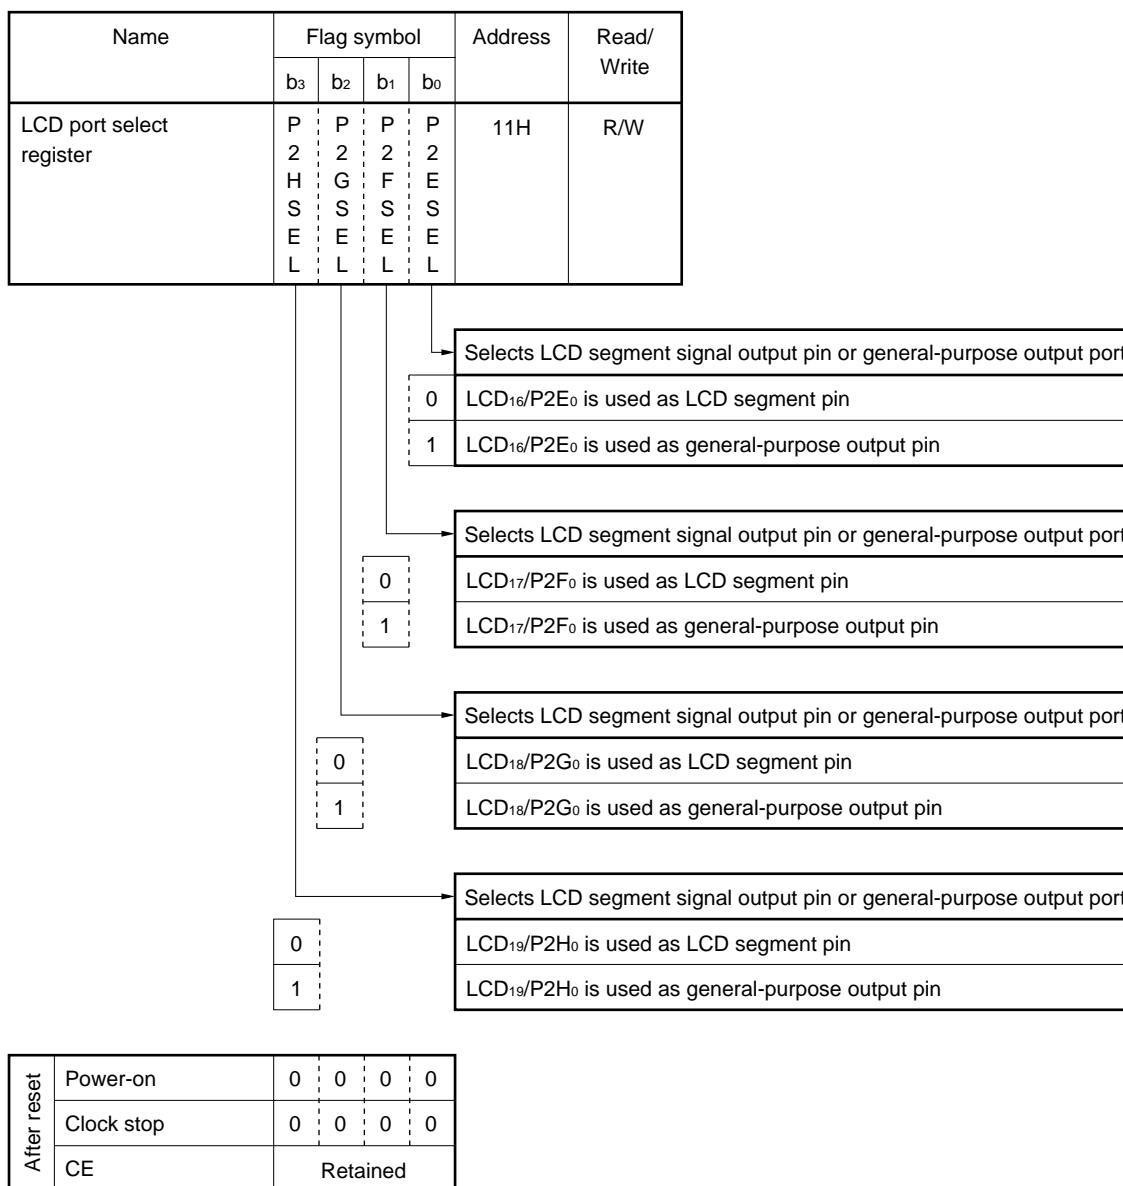 Name Flag symbol Address Read/
Write
b3 b2 b1 b0
LCD port select
register
P2HSEL
P2GSEL
P2FSEL
P2ESEL
11H R/W
Selects LCD segment signal output pin or general-purpose output port
0 LCD16/P2E0 is used as LCD segment pin
1 LCD16/P2E0 is used as general-purpose output pin
Selects LCD segment signal output pin or general-purpose output port
0 LCD17/P2F0 is used as LCD segment pin
1 LCD17/P2F0 is used as general-purpose output pin
Selects LCD segment signal output pin or general-purpose output port
0 LCD18/P2G0 is used as LCD segment pin
1 LCD18/P2G0 is used as general-purpose output pin
Selects LCD segment signal output pin or general-purpose output port
0 LCD19/P2H0 is used as LCD segment pin
1 LCD19/P2H0 is used as general-purpose output pin
After reset
Power-on 0 0 0 0
Clock stop 0 0 0 0
CE Retained